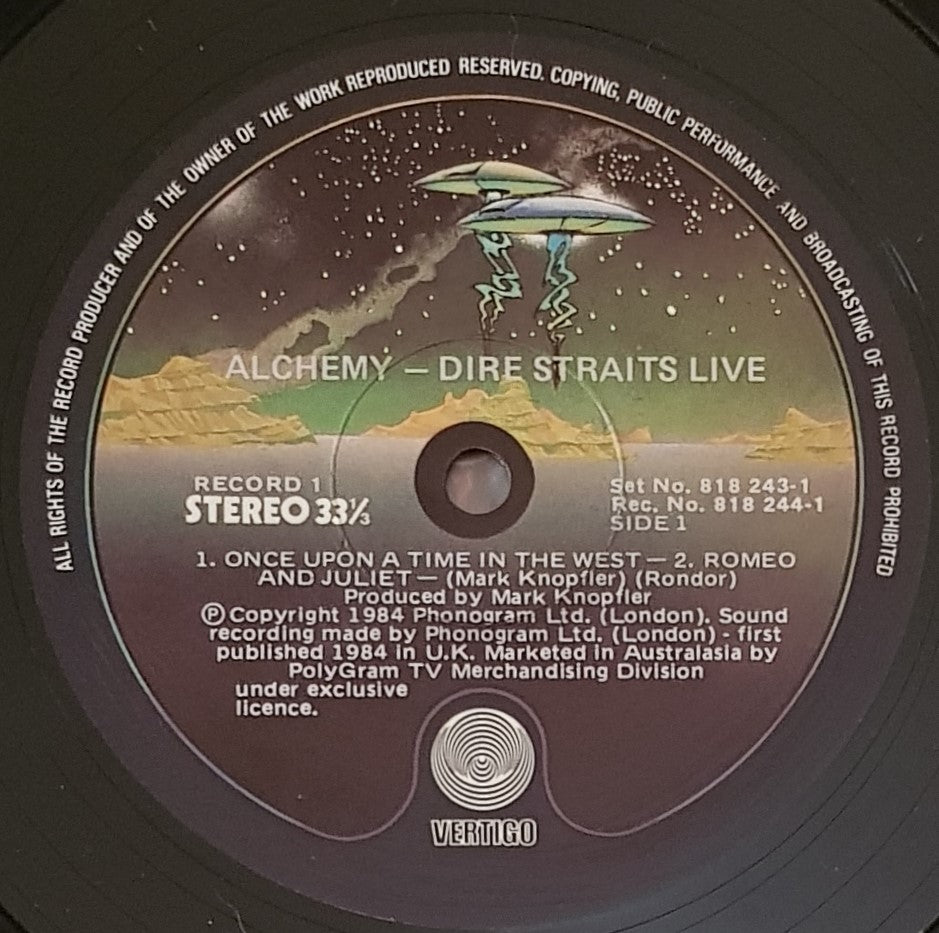 ALL RIGHTS OF THE RECORD PRODUCER AND OF THE OWNER OF THE WORK REPRODUCED RESERVED. COPYING, PUBLIC PERFORMANCE AND BROADCASTING OF THIS RECORD PROHIBITED
ALCHEMY – DIRE STRAITS LIVE
RECORD 1
STEREO 33⅓
Set No. 818 243-1
Rec. No. 818 244-1
SIDE 1
1. ONCE UPON A TIME IN THE WEST – 2. ROMEO
AND JULIET – (Mark Knopfler) (Rondor)
Produced by Mark Knopfler
Ⓟ Copyright 1984 Phonogram Ltd. (London). Sound
recording made by Phonogram Ltd. (London) - first
published 1984 in U.K. Marketed in Australasia by
PolyGram TV Merchandising Division
under exclusive
licence.
VERTIGO